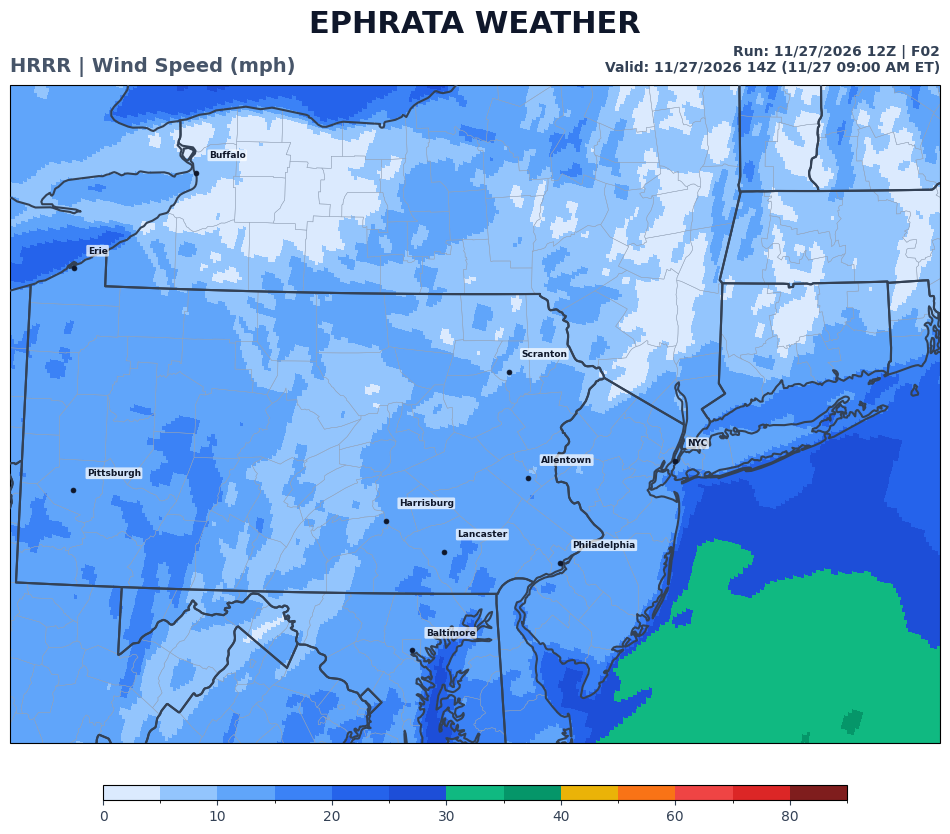 EPHRATA WEATHER
Run: 11/27/2026 12Z | F02
HRRR | Wind Speed (mph)
Valid: 11/27/2026 14Z (11/27 09:00 AM ET)
Buffalo
Erie
Scranton
NYC
Allentown
Pittsburgh
Harrisburg
Lancaster
Philadelphia
Baltimore
0 10 20 30 40 60 80